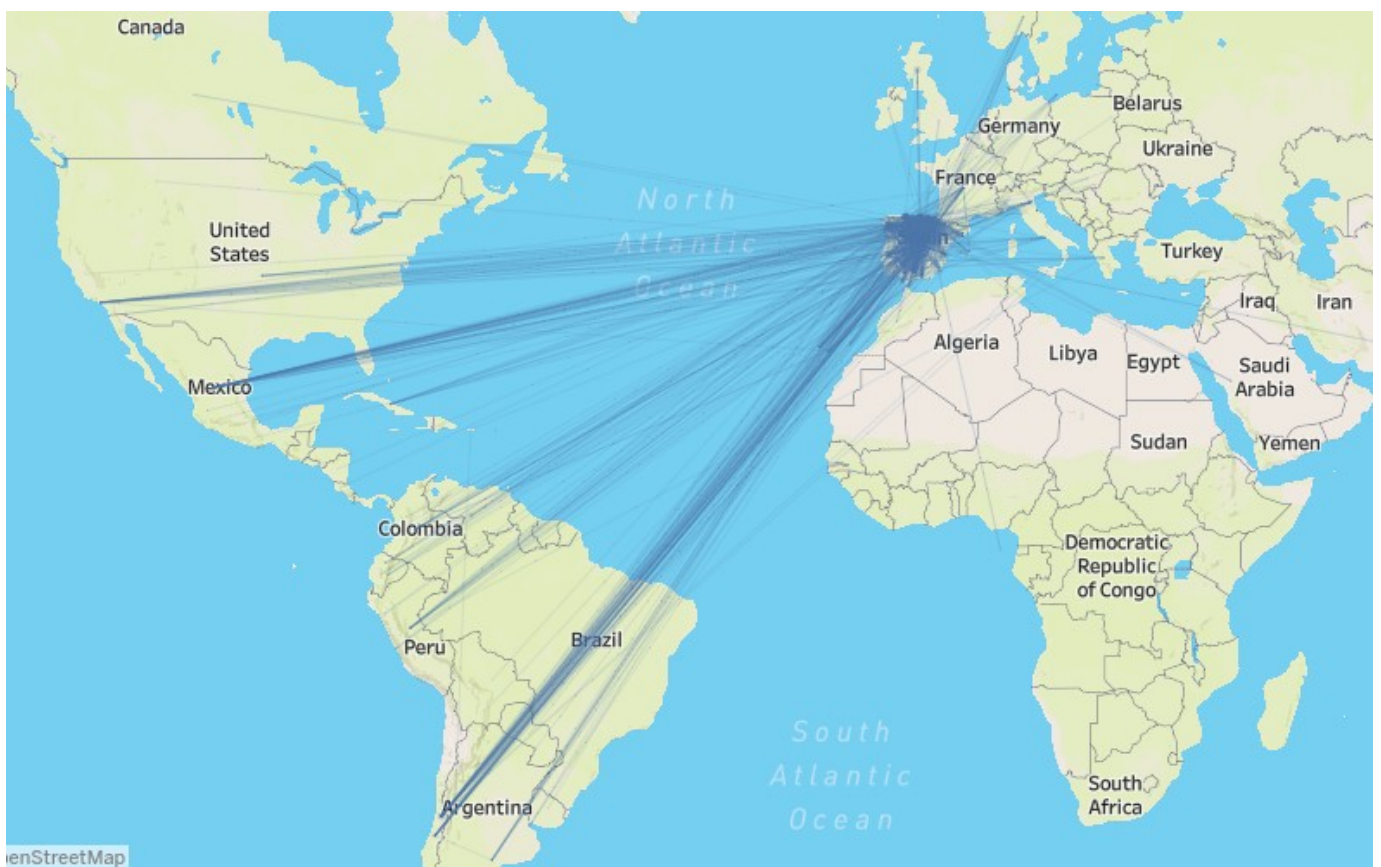 Canada
Belarus
Germany
Ukraine
France
North
Atlantic
Ocean
United
States
Turkey
Iraq
Iran
Algeria
Libya
Egypt
Saudi
Arabia
Mexico
Sudan
Yemen
Colombia
Democratic
Republic
of Congo
Peru
Brazil
South
Atlantic
Ocean
South
Africa
Argentina
penStreetMap